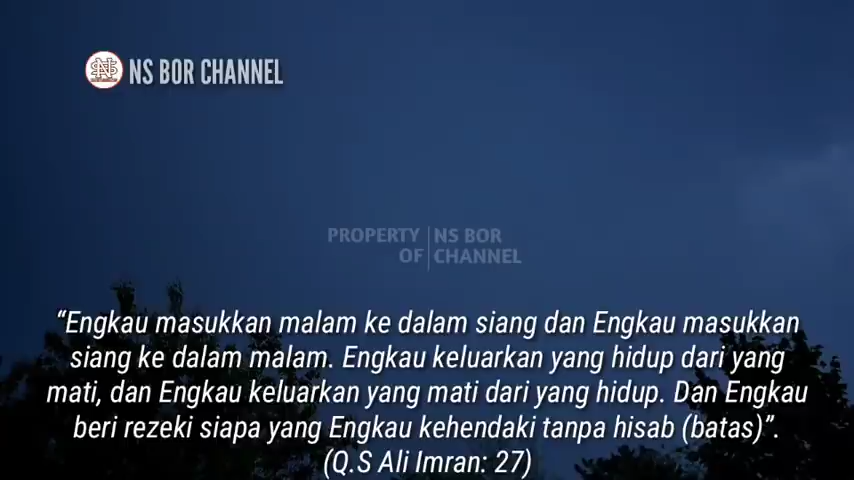 NS BOR CHANNEL
PROPERTY OF
NS BOR CHANNEL
“Engkau masukkan malam ke dalam siang dan Engkau masukkan
siang ke dalam malam. Engkau keluarkan yang hidup dari yang
mati, dan Engkau keluarkan yang mati dari yang hidup. Dan Engkau
beri rezeki siapa yang Engkau kehendaki tanpa hisab (batas)”.
(Q.S Ali Imran: 27)